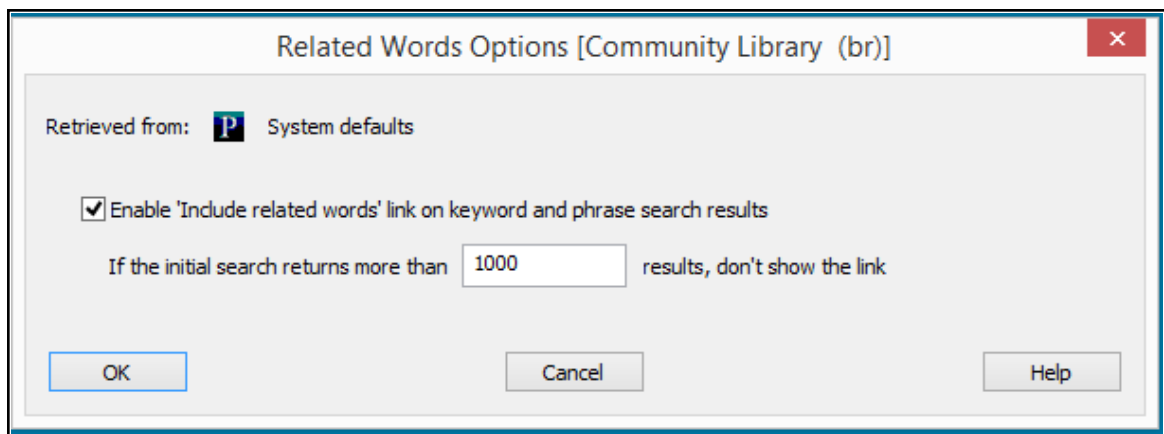 Related Words Options [Community Library (br)]
×
Retrieved from: P System defaults
Enable 'Include related words' link on keyword and phrase search results
If the initial search returns more than 1000 results, don't show the link
OK Cancel Help